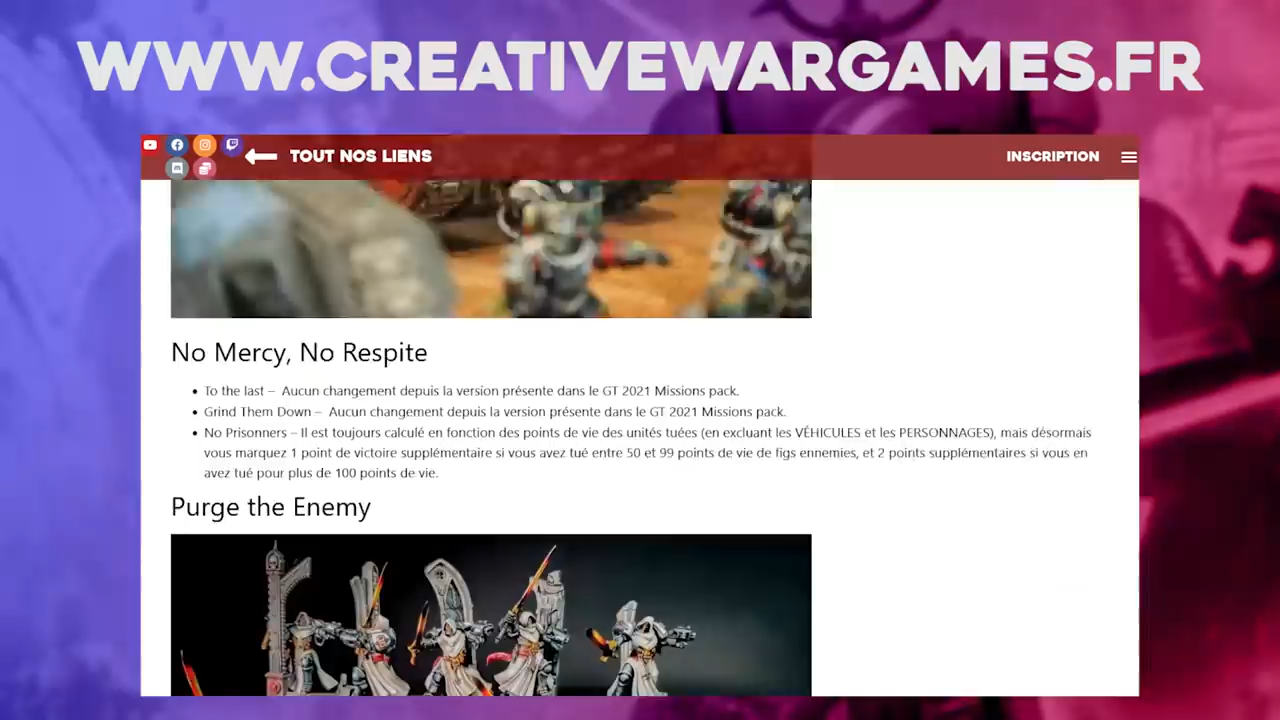 WWW.CREATIVEWARGAMES.FR
TOUT NOS LIENS
INSCRIPTION
No Mercy, No Respite
• To the last – Aucun changement depuis la version présente dans le GT 2021 Missions pack.
• Grind Them Down – Aucun changement depuis la version présente dans le GT 2021 Missions pack.
• No Prisonners – Il est toujours calculé en fonction des points de vie des unités tuées (en excluant les VÉHICULES et les PERSONNAGES), mais désormais
vous marquez 1 point de victoire supplémentaire si vous avez tué entre 50 et 99 points de vie de figs ennemies, et 2 points supplémentaires si vous en
avez tué pour plus de 100 points de vie.
Purge the Enemy